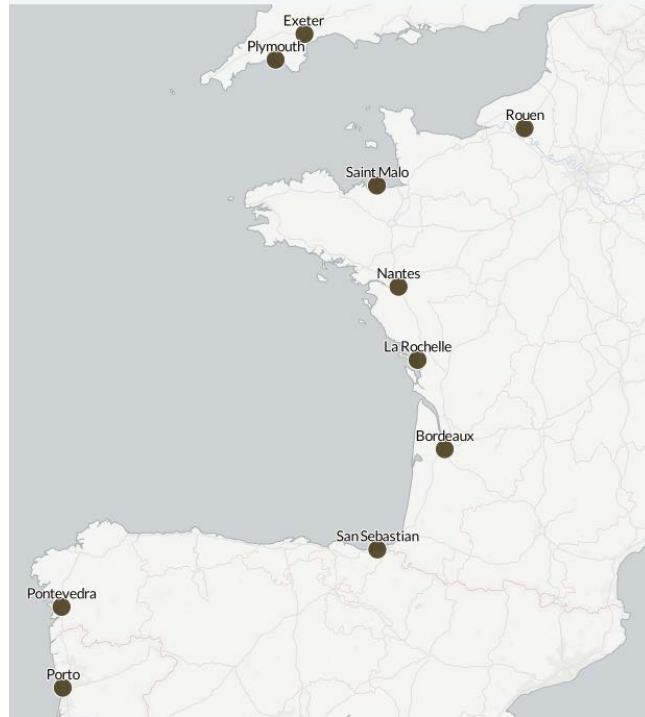 Exeter
Plymouth
Rouen
Saint Malo
Nantes
La Rochelle
Bordeaux
San Sebastian
Pontevedra
Porto